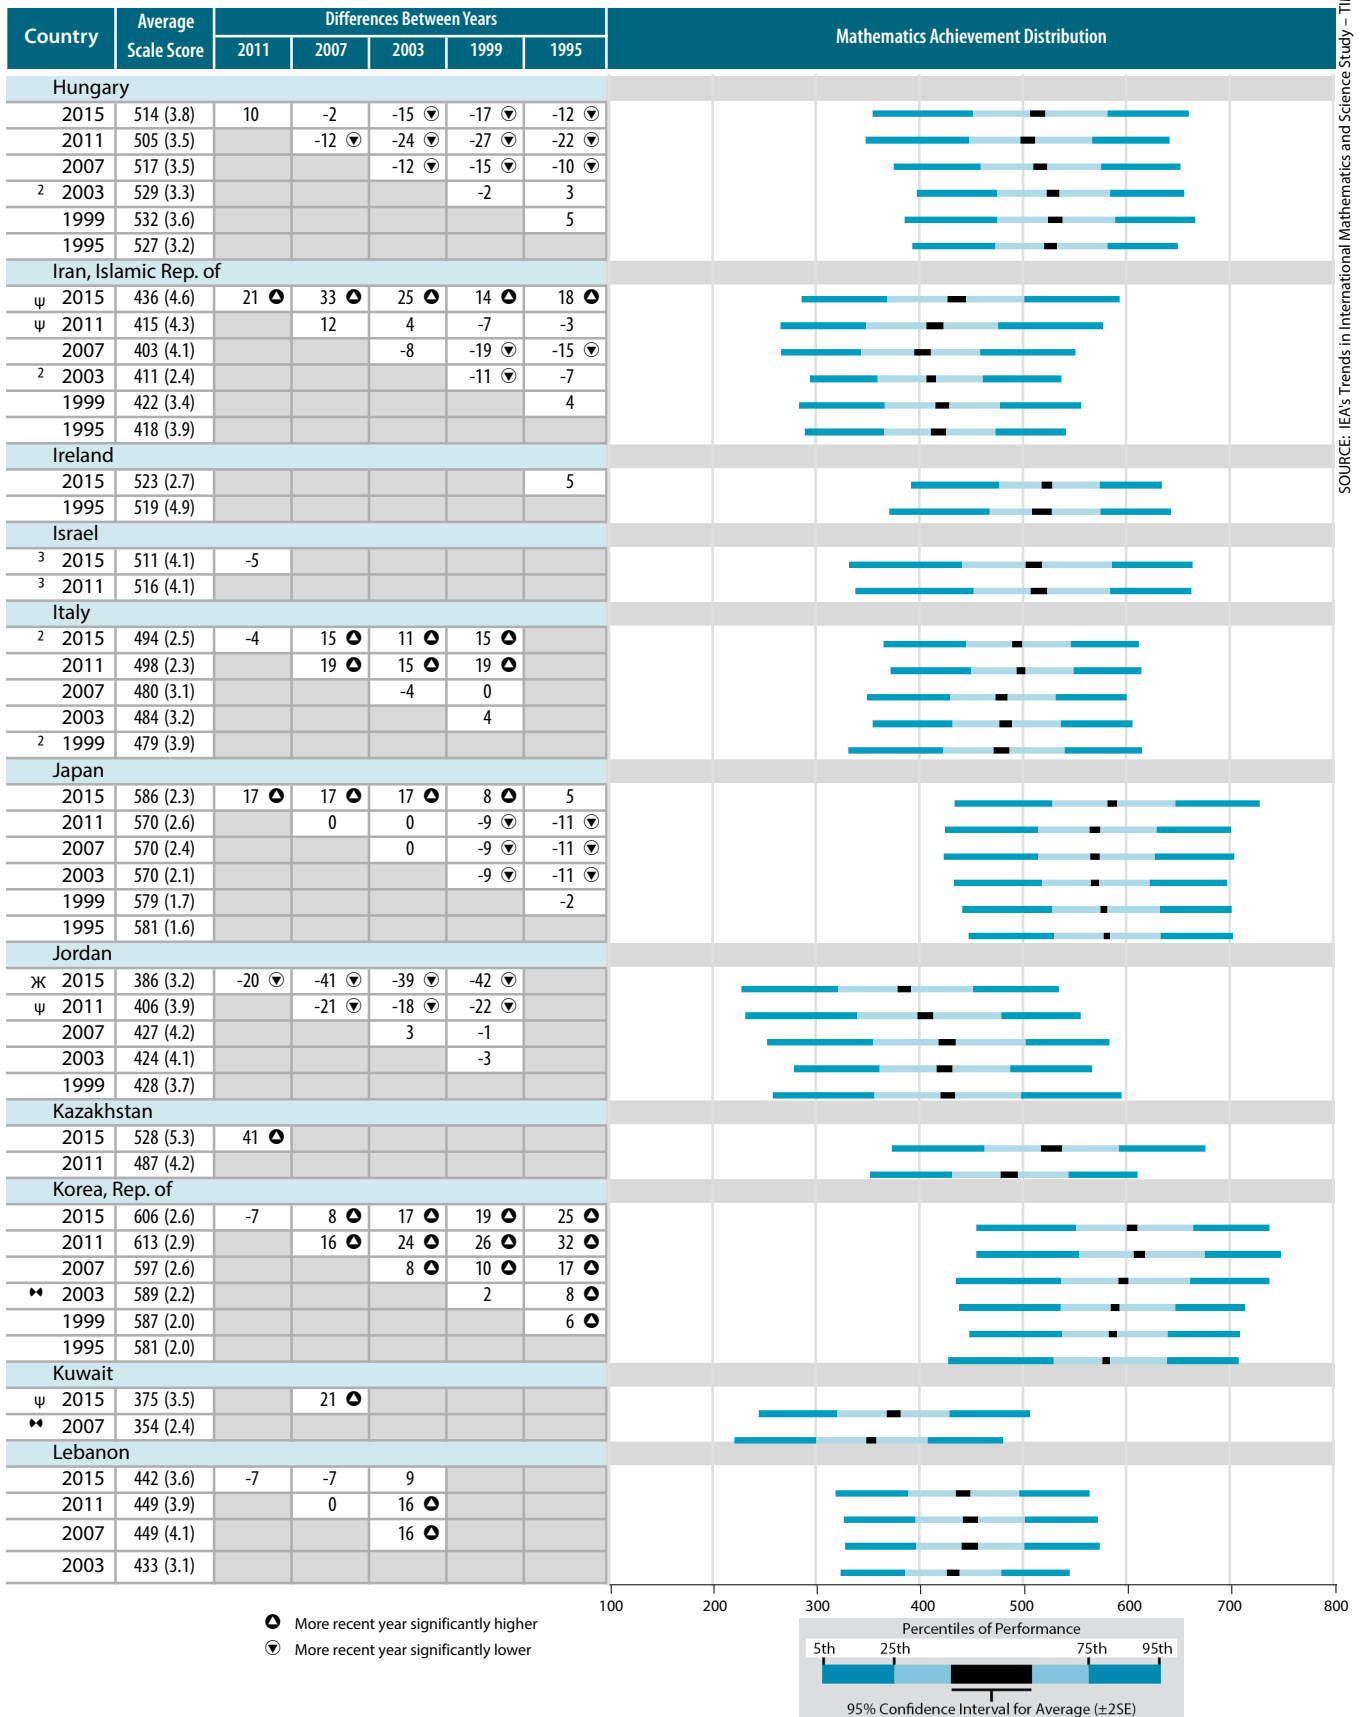 Country Average Scale Score Differences Between Years Mathematics Achievement Distribution
2011 2007 2003 1999 1995
Hungary
2015 514 (3.8) 10 -2 -15 ▼ -17 ▼ -12 ▼
2011 505 (3.5) -12 ▼ -24 ▼ -27 ▼ -22 ▼
2007 517 (3.5) -12 ▼ -15 ▼ -10 ▼
2 2003 529 (3.3) -2 3
1999 532 (3.6) 5
1995 527 (3.2)
Iran, Islamic Rep. of
ψ 2015 436 (4.6) 21 ▲ 33 ▲ 25 ▲ 14 ▲ 18 ▲
ψ 2011 415 (4.3) 12 4 -7 -3
2007 403 (4.1) -8 -19 ▼ -15 ▼
2 2003 411 (2.4) -11 ▼ -7
1999 422 (3.4) 4
1995 418 (3.9)
Ireland
2015 523 (2.7) 5
1995 519 (4.9)
Israel
3 2015 511 (4.1) -5
3 2011 516 (4.1)
Italy
2 2015 494 (2.5) -4 15 ▲ 11 ▲ 15 ▲
2011 498 (2.3) 19 ▲ 15 ▲ 19 ▲
2007 480 (3.1) -4 0
2003 484 (3.2) 4
2 1999 479 (3.9)
Japan
2015 586 (2.3) 17 ▲ 17 ▲ 17 ▲ 8 ▲ 5
2011 570 (2.6) 0 0 -9 ▼ -11 ▼
2007 570 (2.4) 0 -9 ▼ -11 ▼
2003 570 (2.1) -9 ▼ -11 ▼
1999 579 (1.7) -2
1995 581 (1.6)
Jordan
Ж 2015 386 (3.2) -20 ▼ -41 ▼ -39 ▼ -42 ▼
ψ 2011 406 (3.9) -21 ▼ -18 ▼ -22 ▼
2007 427 (4.2) 3 -1
2003 424 (4.1) -3
1999 428 (3.7)
Kazakhstan
2015 528 (5.3) 41 ▲
2011 487 (4.2)
Korea, Rep. of
2015 606 (2.6) -7 8 ▲ 17 ▲ 19 ▲ 25 ▲
2011 613 (2.9) 16 ▲ 24 ▲ 26 ▲ 32 ▲
2007 597 (2.6) 8 ▲ 10 ▲ 17 ▲
⧓ 2003 589 (2.2) 2 8 ▲
1999 587 (2.0) 6 ▲
1995 581 (2.0)
Kuwait
ψ 2015 375 (3.5) 21 ▲
⧓ 2007 354 (2.4)
Lebanon
2015 442 (3.6) -7 -7 9
2011 449 (3.9) 0 16 ▲
2007 449 (4.1) 16 ▲
2003 433 (3.1)
100 200 300 400 500 600 700 800
▲ More recent year significantly higher
▼ More recent year significantly lower
Percentiles of Performance
5th 25th 75th 95th
95% Confidence Interval for Average (±2SE)
SOURCE: IEA's Trends in International Mathematics and Science Study –